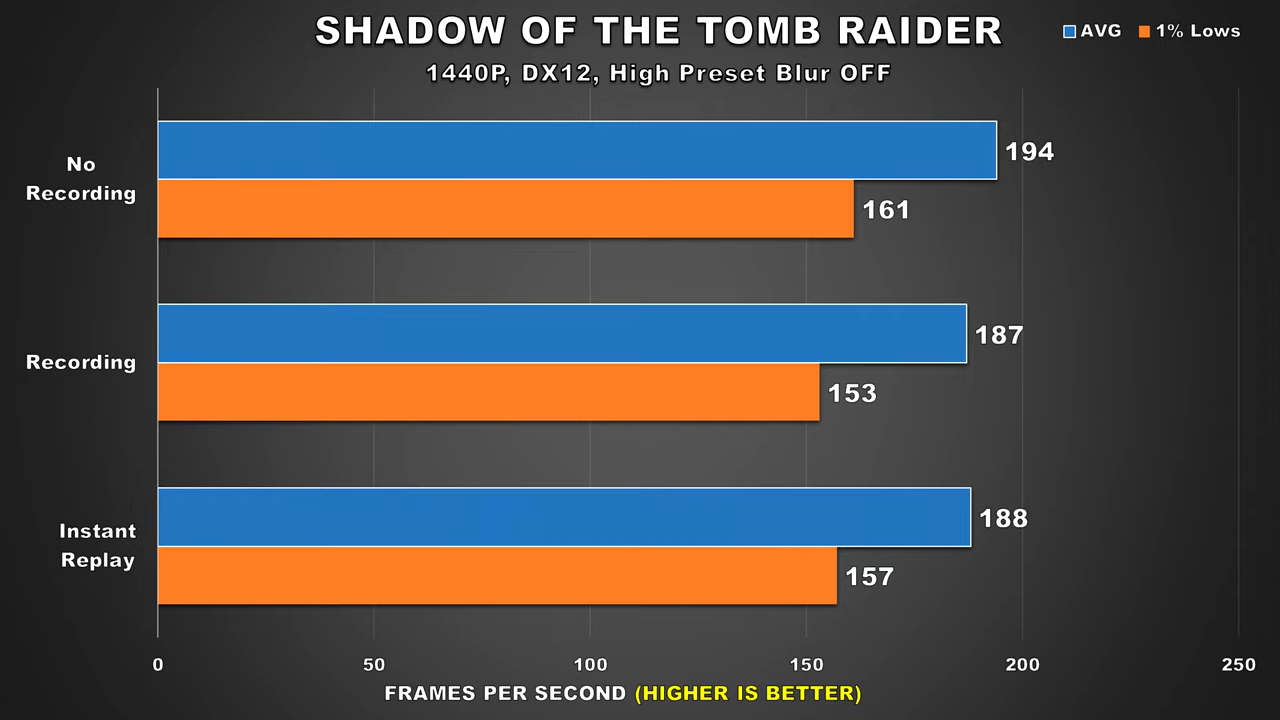 SHADOW OF THE TOMB RAIDER
1440P, DX12, High Preset Blur OFF
AVG
1% Lows
No
Recording
194
161
Recording
187
153
Instant
Replay
188
157
0 50 100 150 200 250
FRAMES PER SECOND (HIGHER IS BETTER)